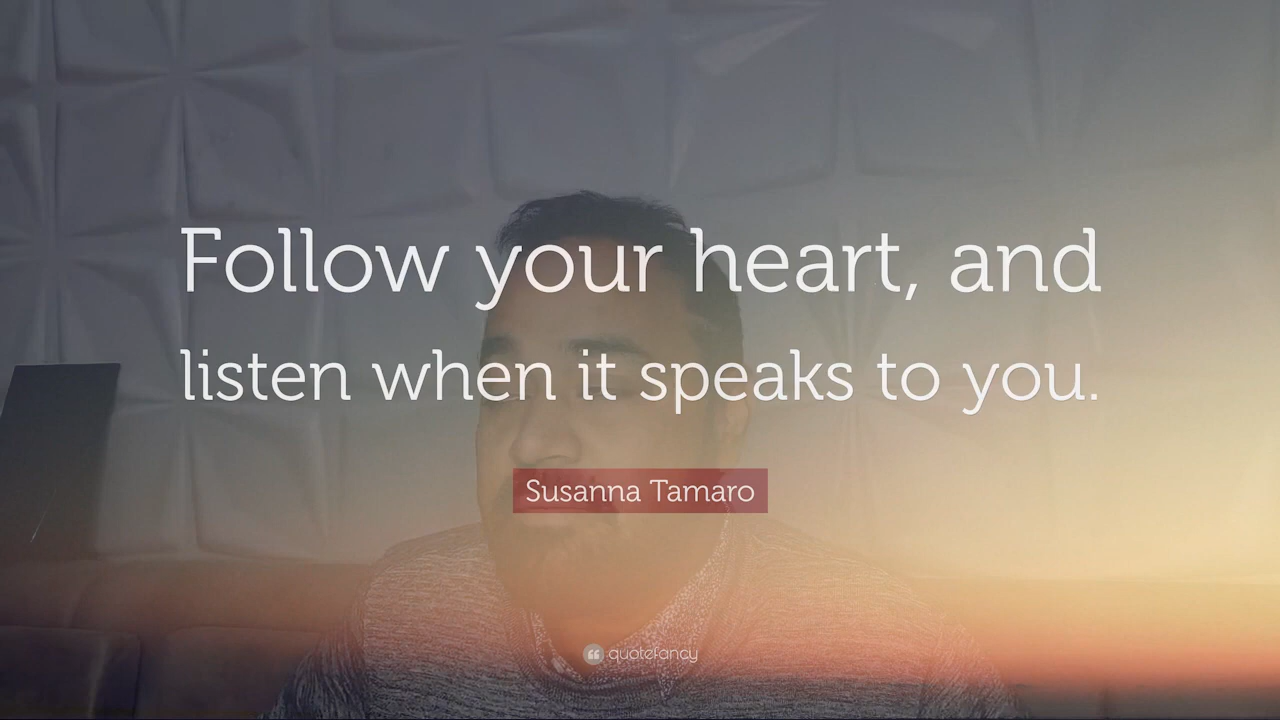 Follow your heart, and
listen when it speaks to you.
Susanna Tamaro
quotefancy